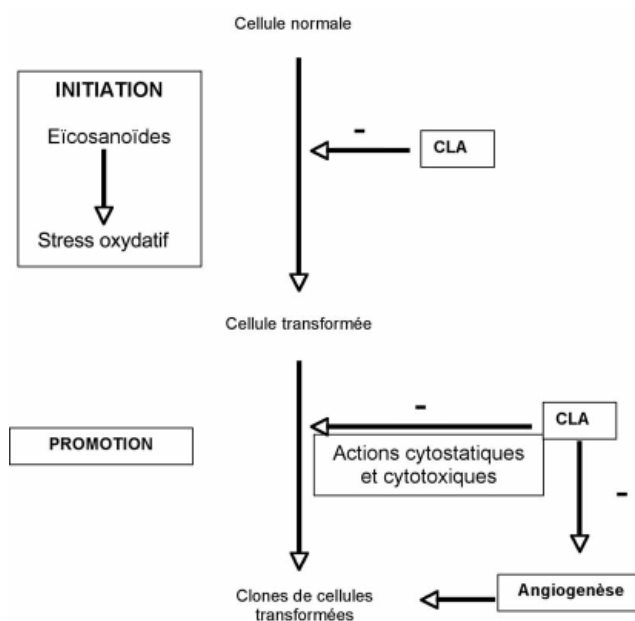 Cellule normale
INITIATION
Eïcosanoïdes
-
CLA
Stress oxydatif
Cellule transformée
-
CLA
PROMOTION
Actions cytostatiques
et cytotoxiques
-
Angiogenèse
Clones de cellules
transformées